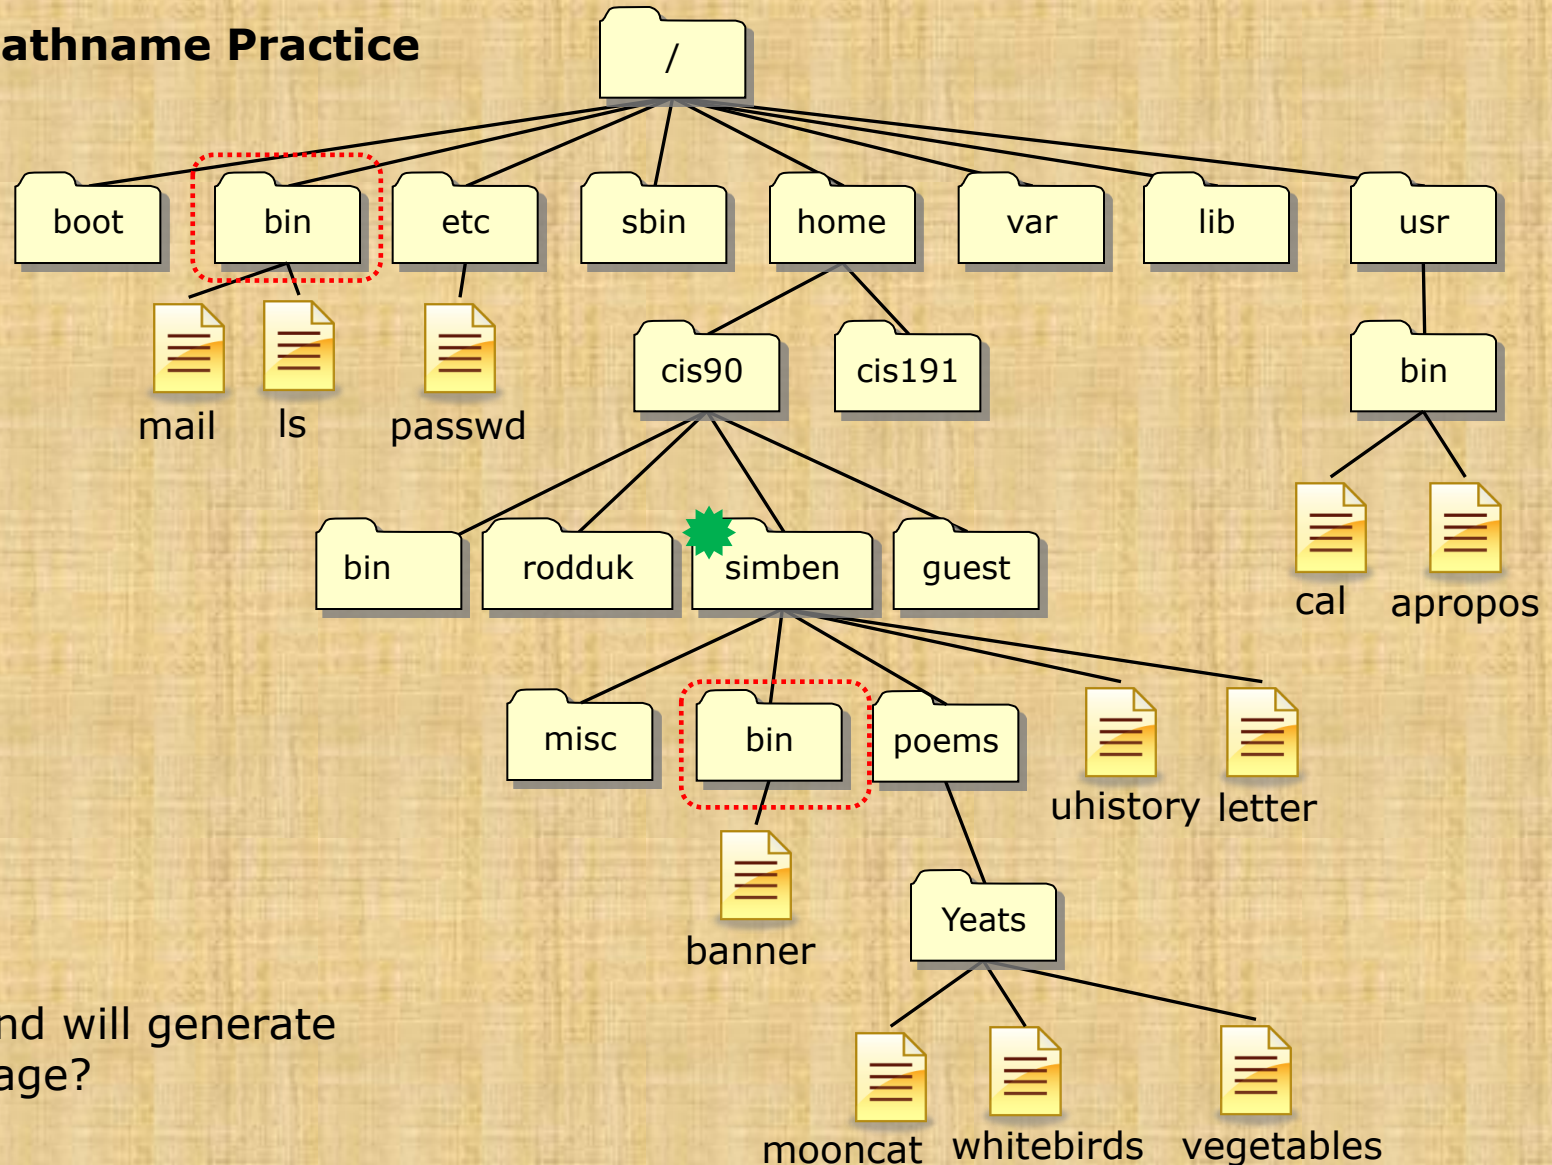 athname Practice
/
boot
bin
etc
sbin
home
var
lib
usr
mail
ls
passwd
cis90
cis191
bin
cal
apropos
bin
rodduk
simben
guest
misc
bin
poems
uhistory
letter
banner
Yeats
nd will generate
age?
mooncat
whitebirds
vegetables